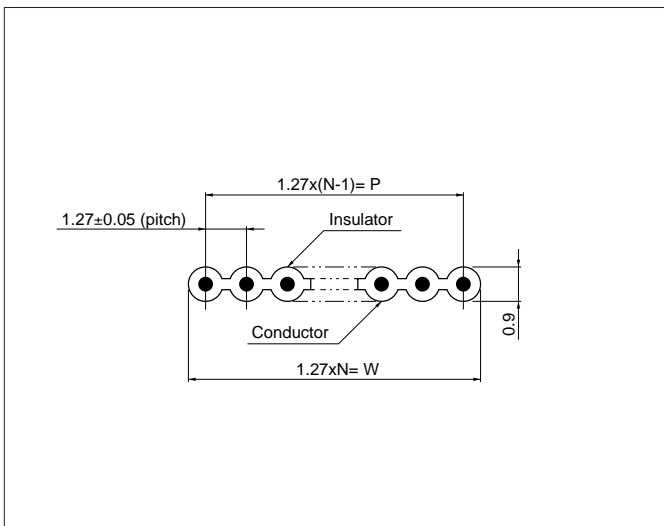 1.27x(N-1)= P
1.27±0.05 (pitch)
Insulator
0.9
Conductor
1.27xN= W